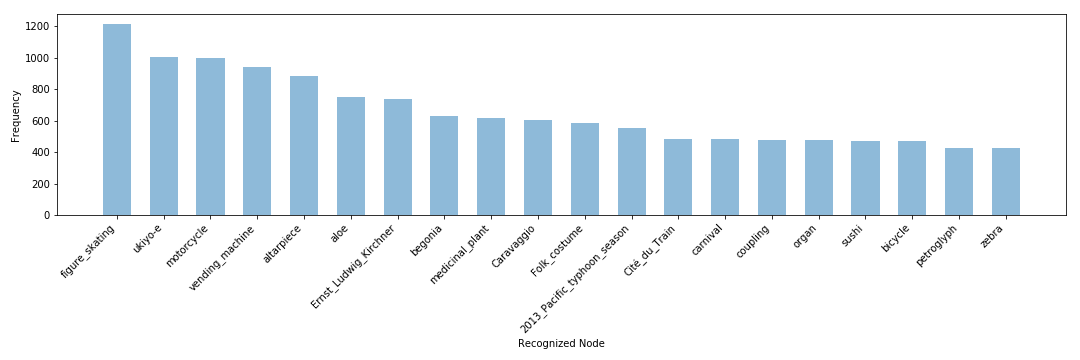 1200
1000
800
600
400
200
0
Frequency
figure_skating
ukiyo-e
motorcycle
vending_machine
altarpiece
aloe
Ernst_Ludwig_Kirchner
begonia
medicinal_plant
Caravaggio
Folk_costume
2013_Pacific_typhoon_season
Cité_du_Train
carnival
coupling
organ
sushi
bicycle
petroglyph
zebra
Recognized Node